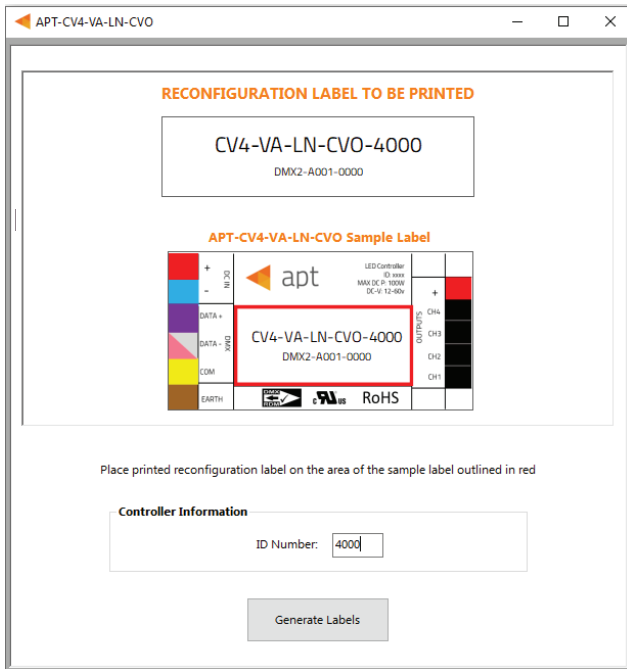 APT-CV4-VA-LN-CVO
RECONFIGURATION LABEL TO BE PRINTED
CV4-VA-LN-CVO-4000
DMX2-A001-0000
APT-CV4-VA-LN-CVO Sample Label
+
-
DC IN
apt
LED Controller
ID: xxxx
MAX DC P: 100W
DC-V: 12-60v
DATA +
DATA -
COM
DMX
EARTH
CV4-VA-LN-CVO-4000
DMX2-A001-0000
OUTPUTS
+
CH4
CH3
CH2
CH1
DMX
RDM
c RU us
RoHS
Place printed reconfiguration label on the area of the sample label outlined in red
Controller Information
ID Number: 4000
Generate Labels